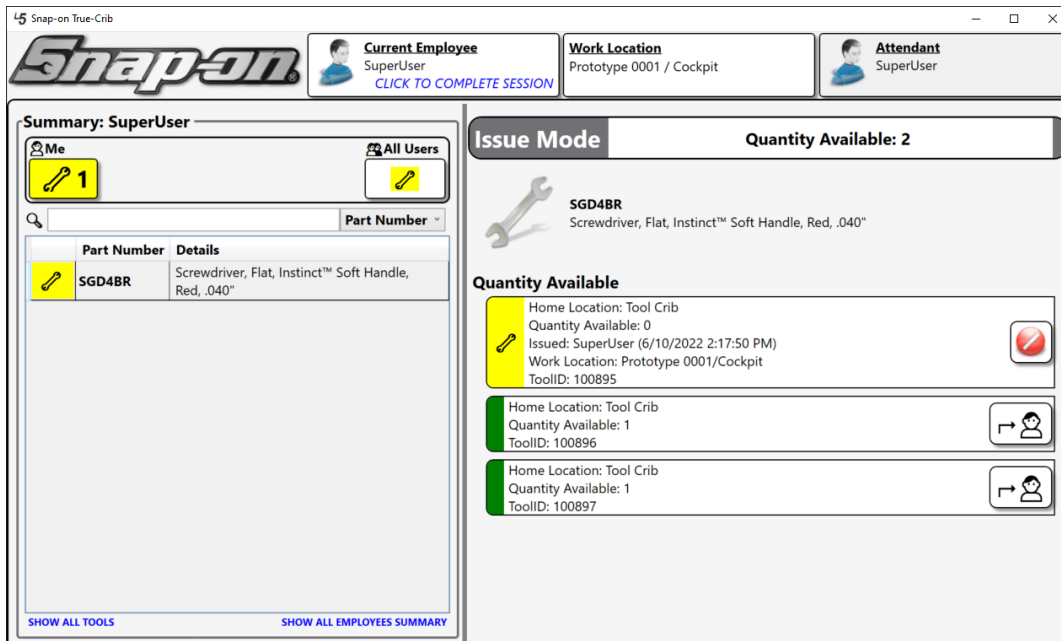 Snap-on True-Crib
Snap-on
Current Employee
SuperUser
CLICK TO COMPLETE SESSION
Work Location
Prototype 0001 / Cockpit
Attendant
SuperUser
Summary: SuperUser
Me
All Users
1
Part Number
Part Number Details
SGD4BR
Screwdriver, Flat, Instinct™ Soft Handle,
Red, .040"
SHOW ALL TOOLS
SHOW ALL EMPLOYEES SUMMARY
Issue Mode
Quantity Available: 2
SGD4BR
Screwdriver, Flat, Instinct™ Soft Handle, Red, .040"
Quantity Available
Home Location: Tool Crib
Quantity Available: 0
Issued: SuperUser (6/10/2022 2:17:50 PM)
Work Location: Prototype 0001/Cockpit
ToolID: 100895
Home Location: Tool Crib
Quantity Available: 1
ToolID: 100896
Home Location: Tool Crib
Quantity Available: 1
ToolID: 100897